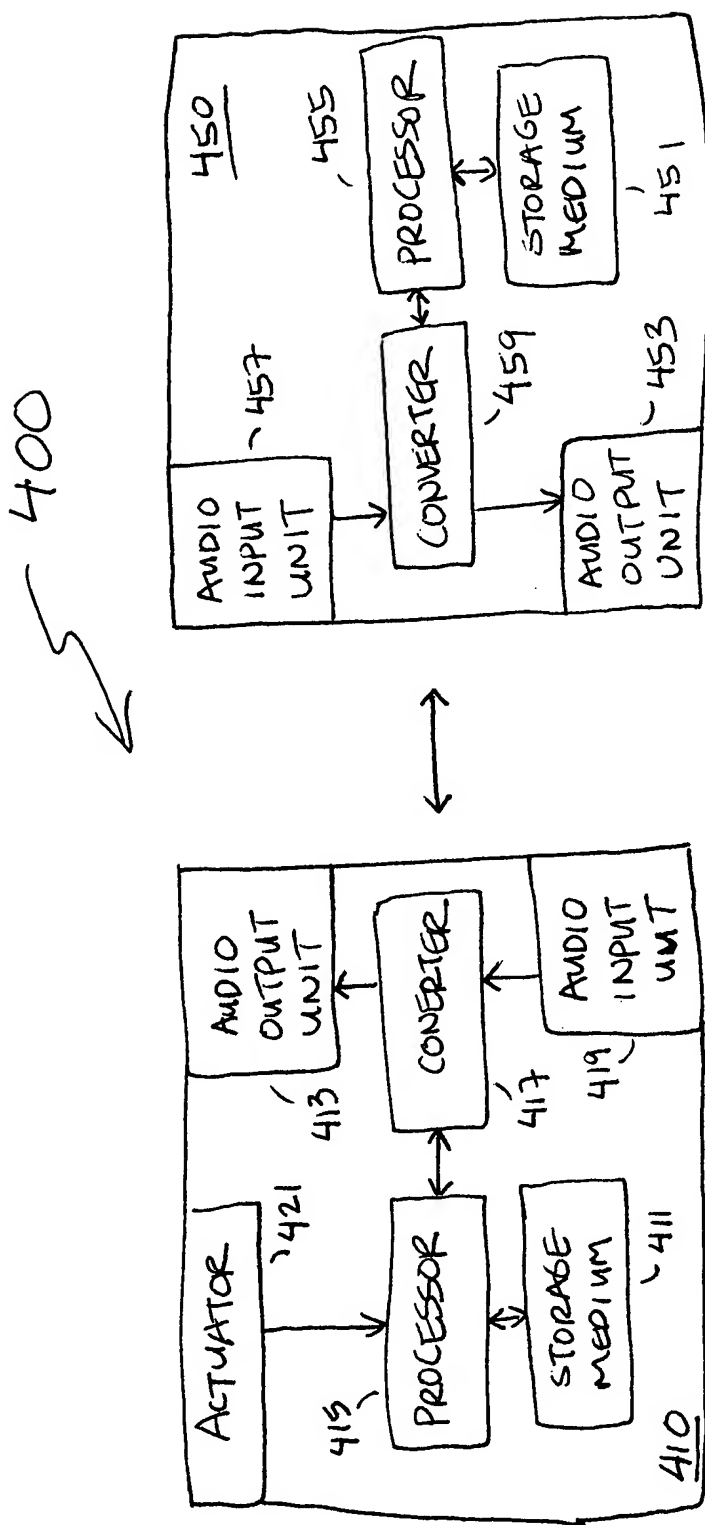 400
ACTUATOR
421
AUDIO
OUTPUT
UNIT
413
415
PROCESSOR
CONERTER
417
STORAGE
MEDIUM
411
419
AUDIO
INPUT
UNIT
410
AUDIO
INPUT
UNIT
457
450
455
CONVERTER
459
PROCESSOR
AUDIO
OUTPUT
UNIT
453
STORAGE
MEDIUM
451